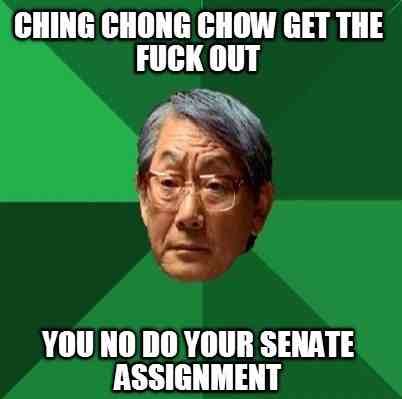 CHING CHONG CHOW GET THE
FUCK OUT
YOU NO DO YOUR SENATE
ASSIGNMENT